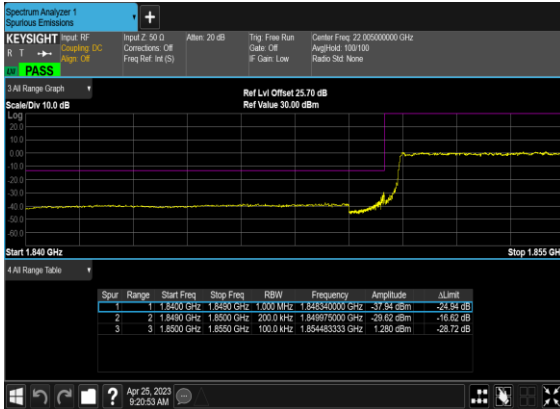 Spectrum Analyzer 1
Spurious Emissions
+
KEYSIGHT Input: RF Input Z: 50 Ω Atten: 20 dB Trig: Free Run Center Freq: 22.005000000 GHz
R T Coupling: DC Corrections: Off Gate: Off Avg|Hold: 100/100
Align: Off Freq Ref: Int (S) IF Gain: Low Radio Std: None
PASS
3 All Range Graph
Ref Lvl Offset 25.70 dB
Scale/Div 10.0 dB Ref Value 30.00 dBm
Log
20.0
10.0
0.00
-10.0
-20.0
-30.0
-40.0
-50.0
-60.0
Start 1.840 GHz Stop 1.855 GH
4 All Range Table
Spur Range Start Freq Stop Freq RBW Frequency Amplitude ΔLimit
1 1 1.8400 GHz 1.8490 GHz 1.000 MHz 1.848340000 GHz -37.94 dBm -24.94 dB
2 2 1.8490 GHz 1.8500 GHz 200.0 kHz 1.849975000 GHz -29.62 dBm -16.62 dB
3 3 1.8500 GHz 1.8550 GHz 100.0 kHz 1.854483333 GHz 1.280 dBm -28.72 dB
? Apr 25, 2023
9:20:53 AM